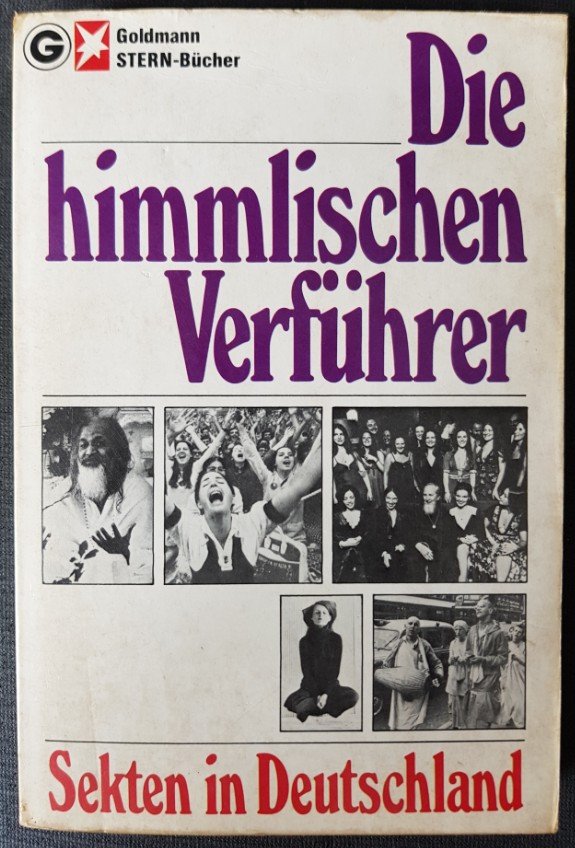 G
Goldmann
STERN-Bücher
Die
himmlischen
Verführer
Sekten in Deutschland